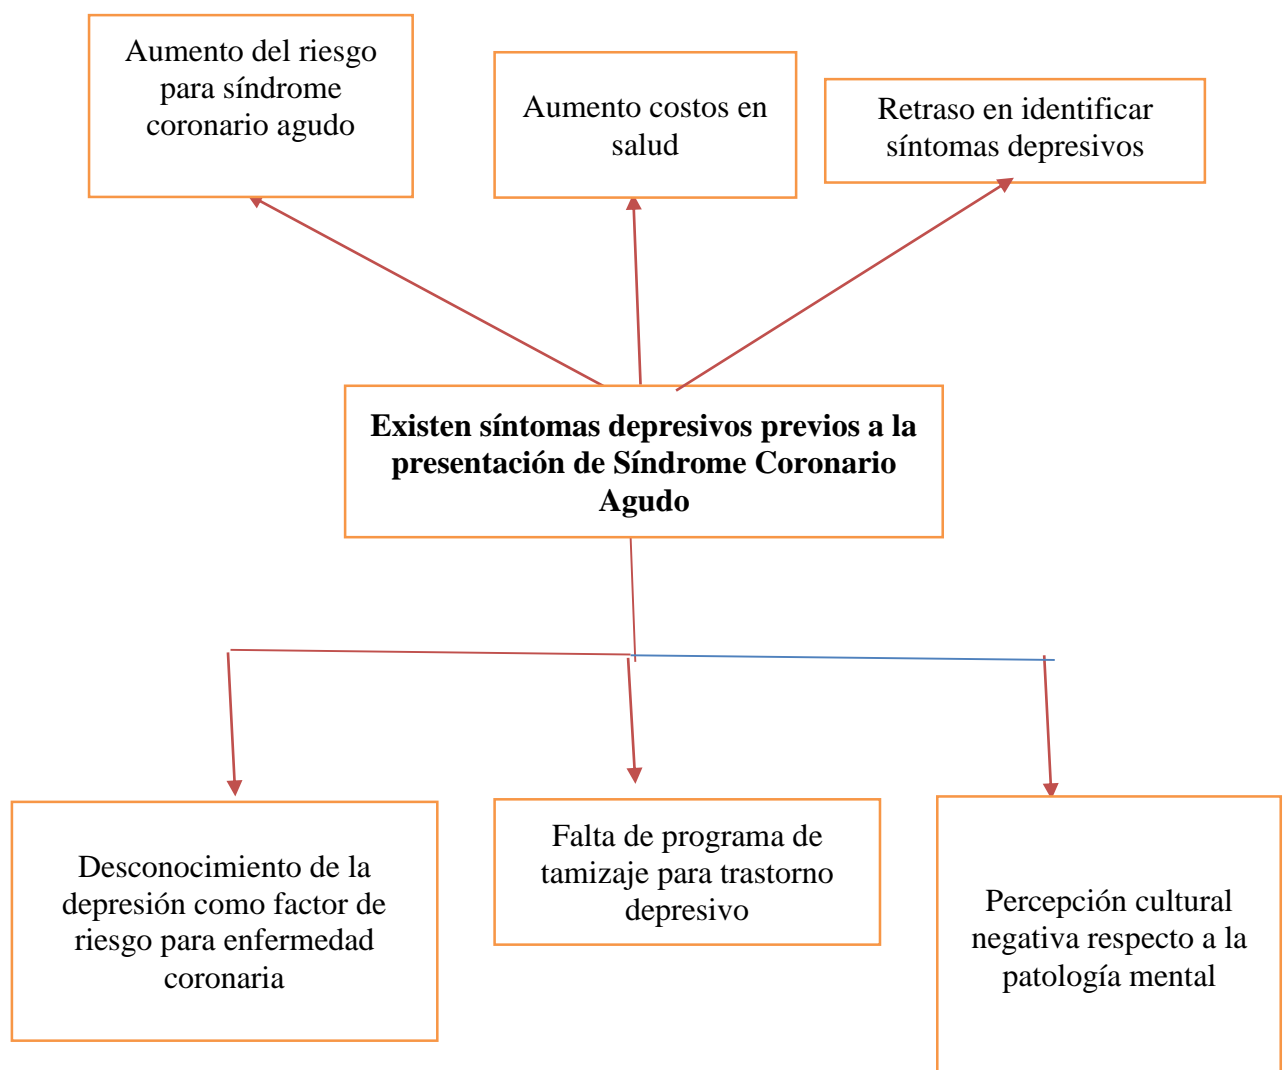 Aumento del riesgo
para síndrome
coronario agudo
Aumento costos en
salud
Retraso en identificar
síntomas depresivos
Existen síntomas depresivos previos a la
presentación de Síndrome Coronario
Agudo
Desconocimiento de la
depresión como factor de
riesgo para enfermedad
coronaria
Falta de programa de
tamizaje para trastorno
depresivo
Percepción cultural
negativa respecto a la
patología mental